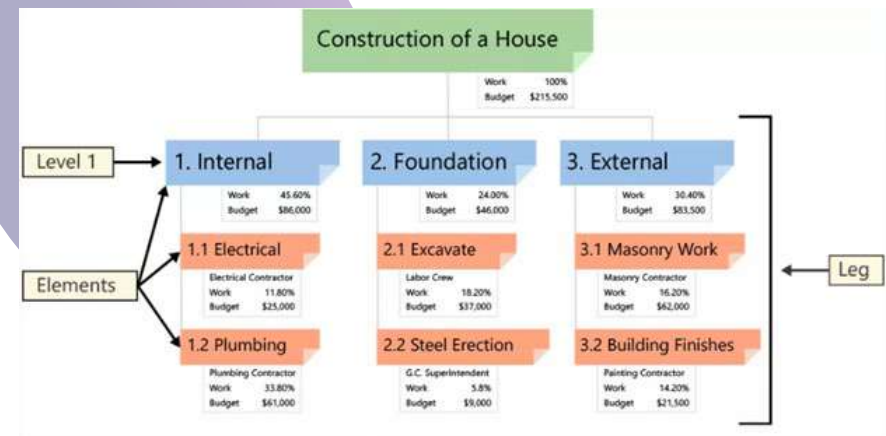 Construction of a House
Work 100%
Budget $215,500
Level 1
1. Internal
2. Foundation
3. External
Work 45.60%
Budget $86,000
Work 24.00%
Budget $46,000
Work 30.40%
Budget $83,500
Elements
1.1 Electrical
2.1 Excavate
3.1 Masonry Work
Leg
Electrical Contractor
Work 11.80%
Budget $25,000
Labor Crew
Work 18.20%
Budget $37,000
Masonry Contractor
Work 16.20%
Budget $62,000
1.2 Plumbing
2.2 Steel Erection
3.2 Building Finishes
Plumbing Contractor
Work 33.80%
Budget $61,000
G.C. Superintendent
Work 5.8%
Budget $9,000
Painting Contractor
Work 14.20%
Budget $21,500